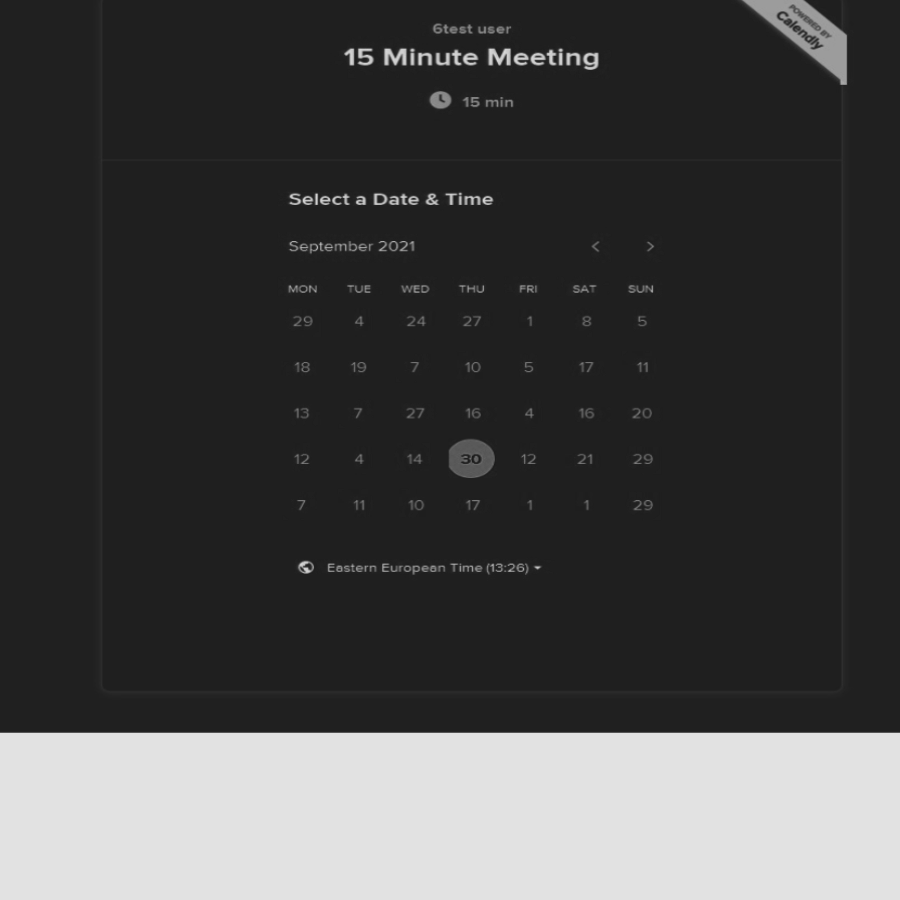 6test user
POWERED BY
Calendly
15 Minute Meeting
15 min
Select a Date & Time
September 2021 < >
MON TUE WED THU FRI SAT SUN
29 4 24 27 1 8 5
18 19 7 10 5 17 11
13 7 27 16 4 16 20
12 4 14 30 12 21 29
7 11 10 17 1 1 29
Eastern European Time (13:26)